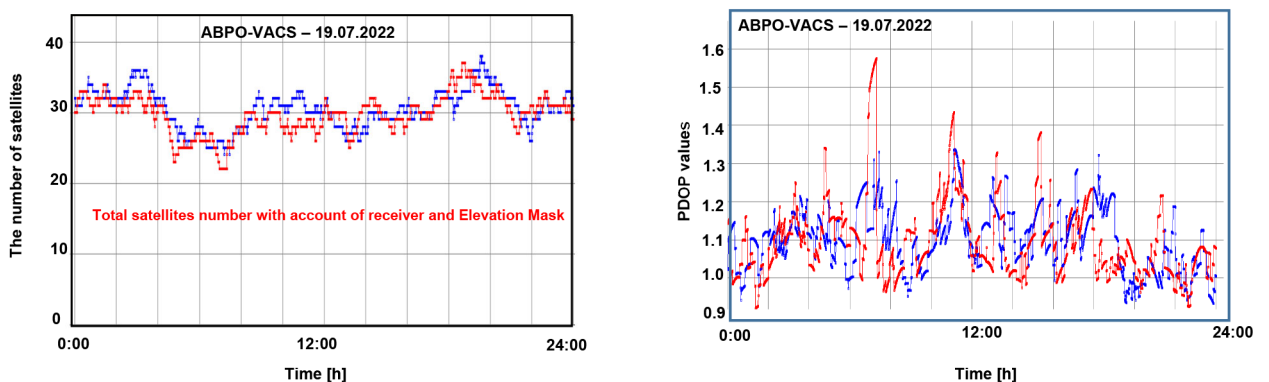 ABPO-VACS – 19.07.2022
The number of satellites
40
30
20
10
0
Total satellites number with account of receiver and Elevation Mask
0:00
12:00
24:00
Time [h]
ABPO-VACS – 19.07.2022
PDOP values
1.6
1.5
1.4
1.3
1.2
1.1
1.0
0.9
0:00
12:00
24:00
Time [h]